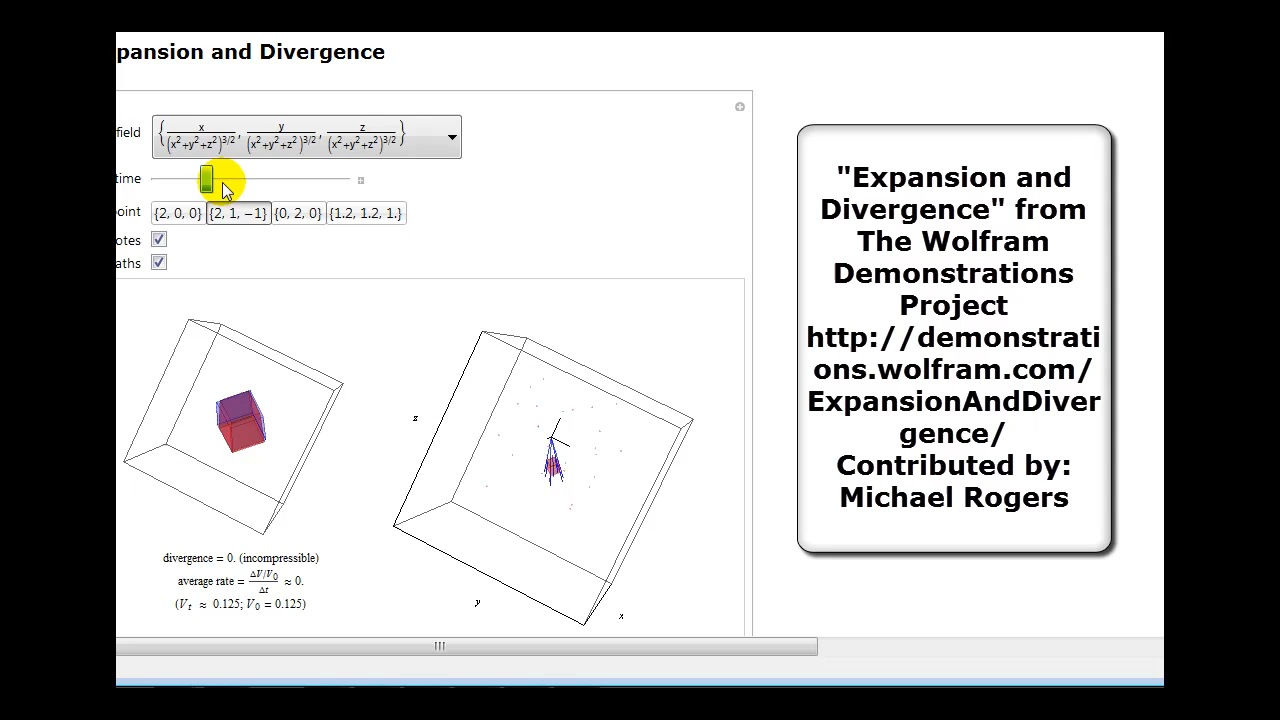 pansion and Divergence
field
{ x/(x²+y²+z²)^3/2 , y/(x²+y²+z²)^3/2 , z/(x²+y²+z²)^3/2 }
time
point {2, 0, 0} {2, 1, −1} {0, 2, 0} {1.2, 1.2, 1.}
otes
aths
z
y
x
divergence = 0. (incompressible)
average rate = ΔV/V₀ / Δt ≈ 0.
(Vₜ ≈ 0.125; V₀ = 0.125)
"Expansion and
Divergence" from
The Wolfram
Demonstrations
Project
http://demonstrati
ons.wolfram.com/
ExpansionAndDiver
gence/
Contributed by:
Michael Rogers